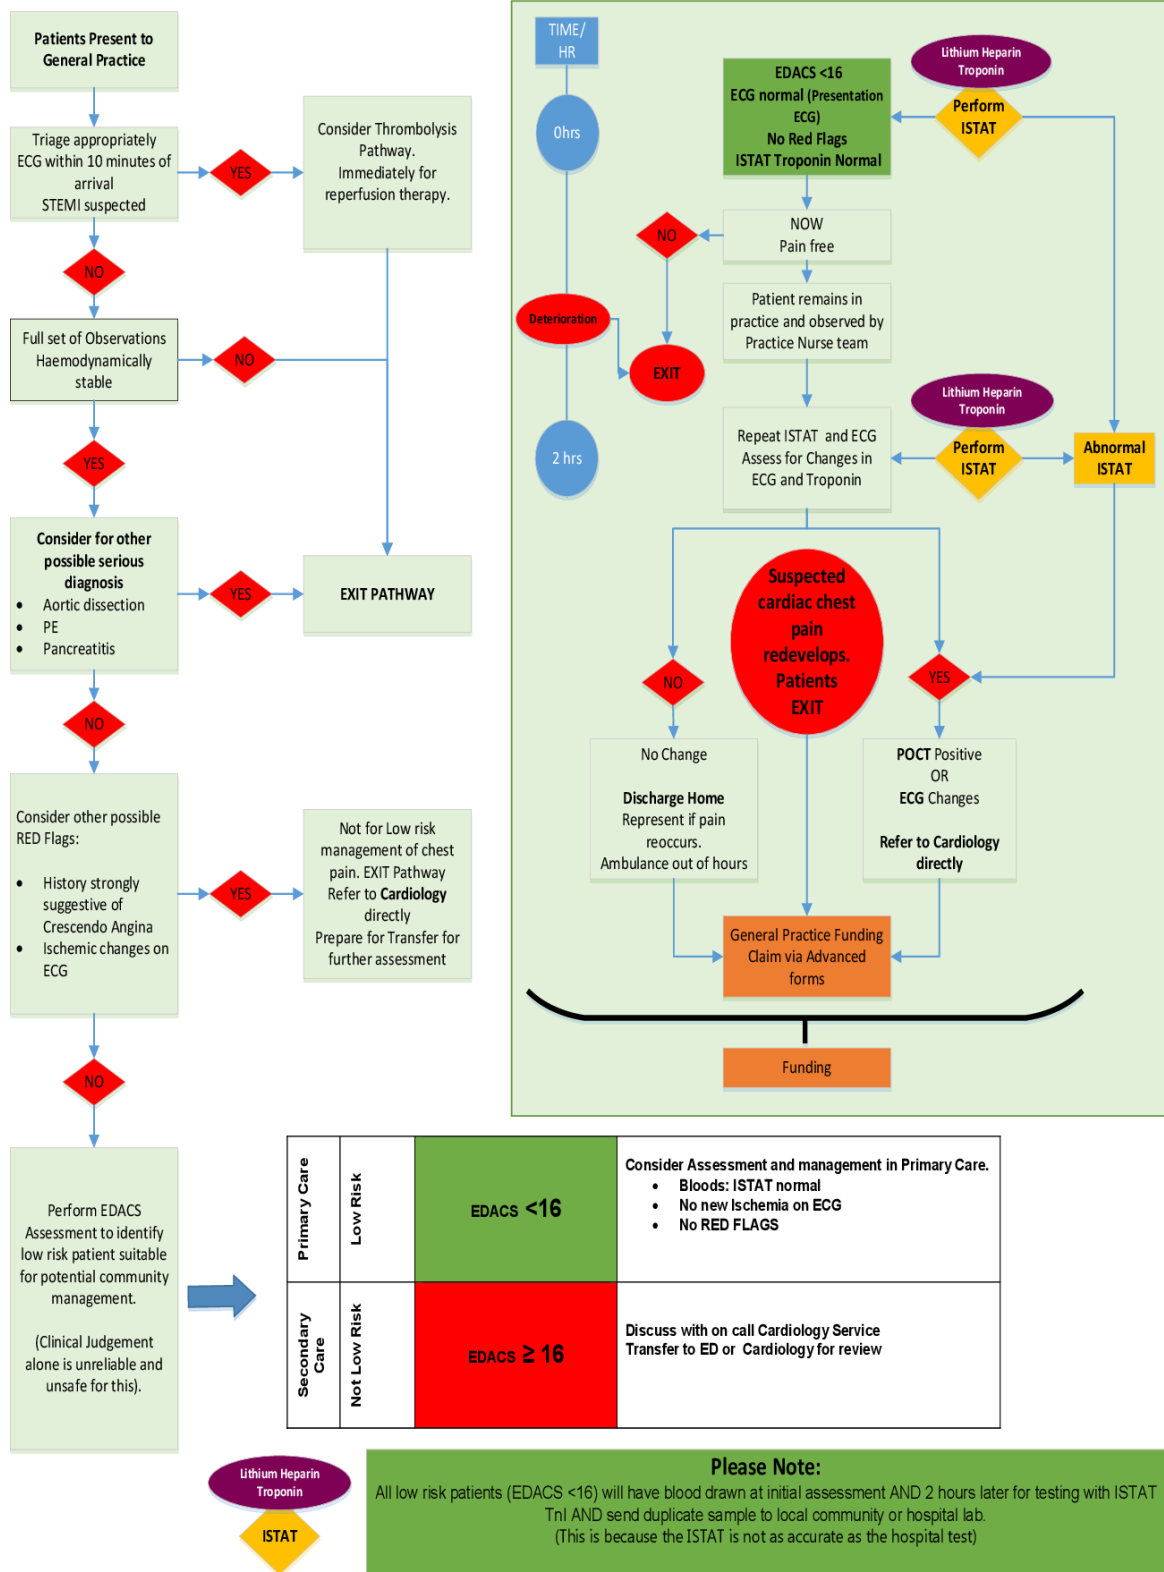 Patients Present to
General Practice
Triage appropriately
ECG within 10 minutes of
arrival
STEMI suspected
YES
Consider Thrombolysis
Pathway.
Immediately for
reperfusion therapy.
NO
Full set of Observations
Haemodynamically
stable
NO
YES
Consider for other
possible serious
diagnosis
• Aortic dissection
• PE
• Pancreatitis
YES
EXIT PATHWAY
NO
Consider other possible
RED Flags:
• History strongly
suggestive of
Crescendo Angina
• Ischemic changes on
ECG
YES
Not for Low risk
management of chest
pain. EXIT Pathway
Refer to Cardiology
directly
Prepare for Transfer for
further assessment
NO
Perform EDACS
Assessment to identify
low risk patient suitable
for potential community
management.
(Clinical Judgement
alone is unreliable and
unsafe for this).
TIME/
HR
0hrs
Deterioration
2 hrs
EDACS <16
ECG normal (Presentation
ECG)
No Red Flags
ISTAT Troponin Normal
Lithium Heparin
Troponin
Perform
ISTAT
NO
NOW
Pain free
Patient remains in
practice and observed by
Practice Nurse team
EXIT
Repeat ISTAT and ECG
Assess for Changes in
ECG and Troponin
Lithium Heparin
Troponin
Perform
ISTAT
Abnormal
ISTAT
Suspected
cardiac chest
pain
redevelops.
Patients
EXIT
NO
YES
No Change
Discharge Home
Represent if pain
reoccurs.
Ambulance out of hours
POCT Positive
OR
ECG Changes
Refer to Cardiology
directly
General Practice Funding
Claim via Advanced
forms
Funding
Primary Care
Low Risk
EDACS <16
Consider Assessment and management in Primary Care.
• Bloods: ISTAT normal
• No new Ischemia on ECG
• No RED FLAGS
Secondary
Care
Not Low Risk
EDACS ≥ 16
Discuss with on call Cardiology Service
Transfer to ED or Cardiology for review
Lithium Heparin
Troponin
ISTAT
Please Note:
All low risk patients (EDACS <16) will have blood drawn at initial assessment AND 2 hours later for testing with ISTAT
TnI AND send duplicate sample to local community or hospital lab.
(This is because the ISTAT is not as accurate as the hospital test)